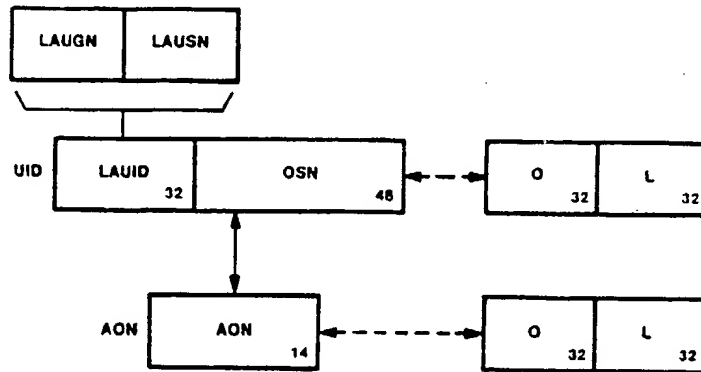 LAUGN LAUSN
UID LAUID 32 OSN 48 O 32 L 32
AON AON 14 O 32 L 32